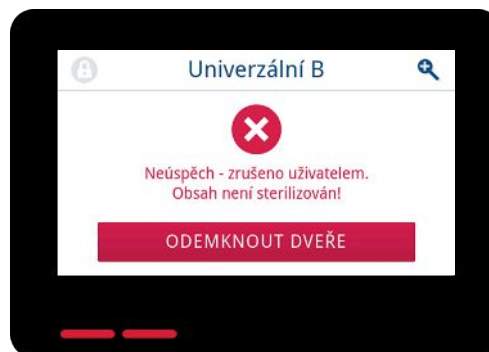 Univerzální B
Neúspěch - zrušeno uživatelem.
Obsah není sterilizován!
ODEMKNOUT DVEŘE